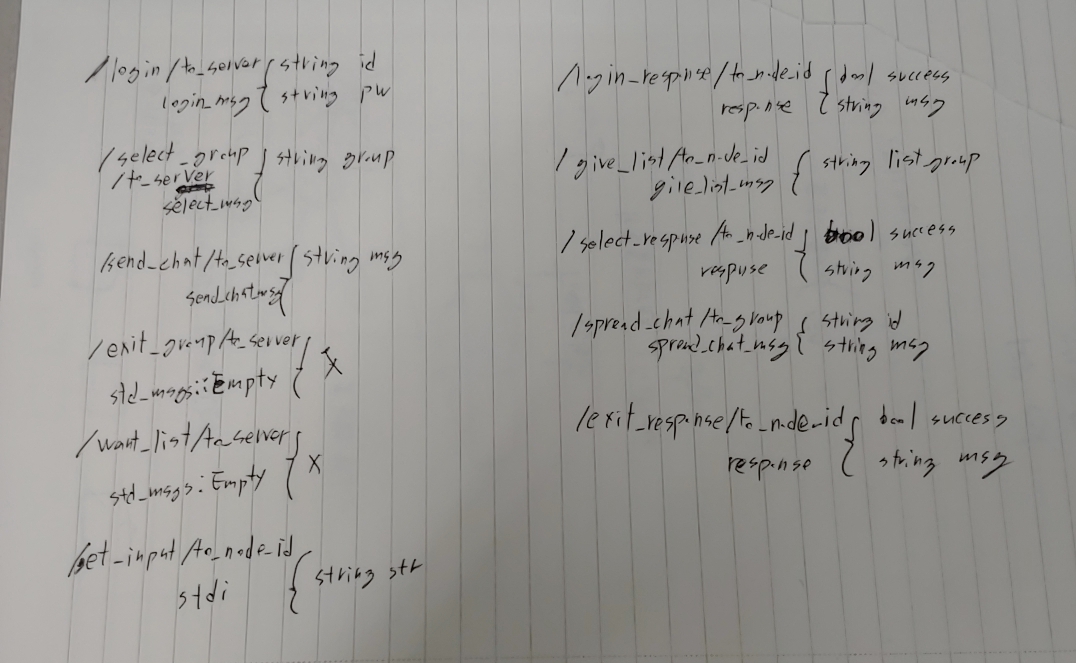 /login/to_server { string id
login_msg { string pw
/select_group { string group
/to_server
select_msg
/send_chat/to_server { string msg
send_chat_msg
/exit_group/to_server { X
std_msgs::Empty
/want_list/to_server { X
std_msgs::Empty
/get_input/to_node_id { string str
stdi
/login_response/to_node_id { bool success
response { string msg
/give_list/to_node_id { string list_group
give_list_msg
/select_response/to_node_id { bool success
response { string msg
/spread_chat/to_group { string id
spread_chat_msg { string msg
/exit_response/to_node_id { bool success
response { string msg